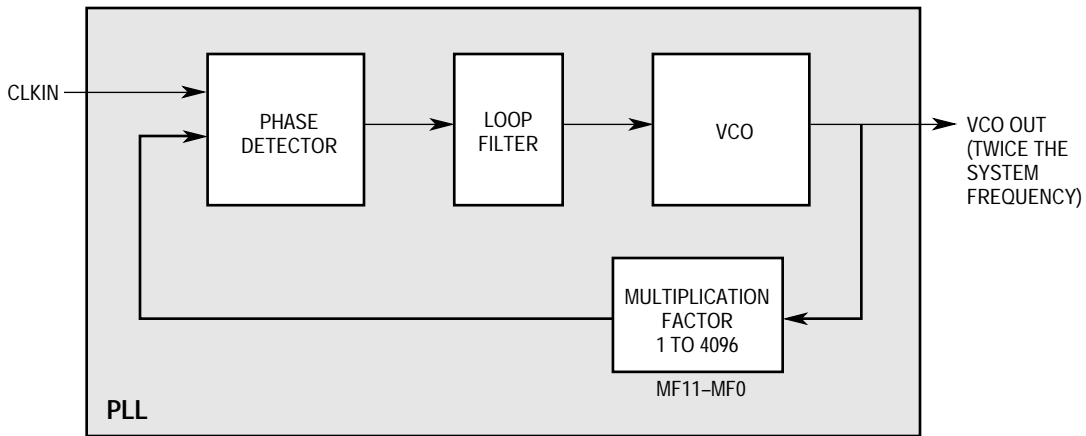 CLKIN
PHASE
DETECTOR
LOOP
FILTER
VCO
VCO OUT
(TWICE THE
SYSTEM
FREQUENCY)
MULTIPLICATION
FACTOR
1 TO 4096
MF11–MF0
PLL